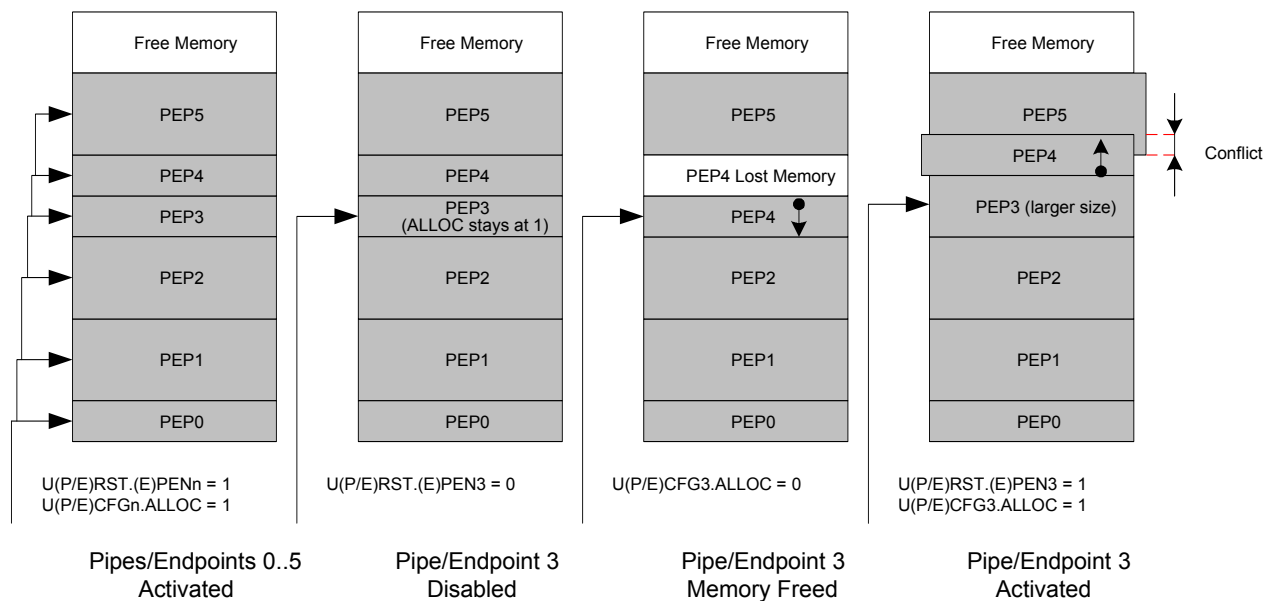 Free Memory
PEP5
PEP4
PEP3
PEP2
PEP1
PEP0
U(P/E)RST.(E)PENn = 1
U(P/E)CFGn.ALLOC = 1
Pipes/Endpoints 0..5
Activated
Free Memory
PEP5
PEP4
PEP3
(ALLOC stays at 1)
PEP2
PEP1
PEP0
U(P/E)RST.(E)PEN3 = 0
Pipe/Endpoint 3
Disabled
Free Memory
PEP5
PEP4 Lost Memory
PEP4
PEP2
PEP1
PEP0
U(P/E)CFG3.ALLOC = 0
Pipe/Endpoint 3
Memory Freed
Free Memory
PEP5
PEP4
Conflict
PEP3 (larger size)
PEP2
PEP1
PEP0
U(P/E)RST.(E)PEN3 = 1
U(P/E)CFG3.ALLOC = 1
Pipe/Endpoint 3
Activated